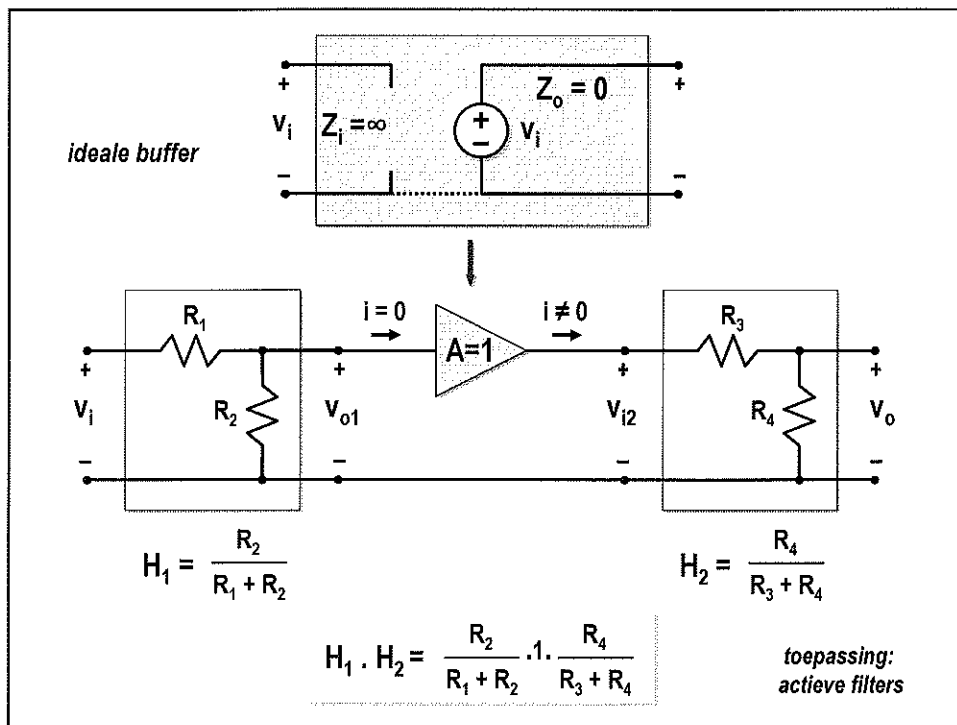 + +
Z_o = 0
v_i Z_i = ∞ + − v_i
ideale buffer
− −
R_1 i = 0 i ≠ 0 R_3
A=1
+ + + +
v_i R_2 v_o1 v_i2 R_4 v_o
− − − −
H_1 = R_2 / (R_1 + R_2) H_2 = R_4 / (R_3 + R_4)
H_1 . H_2 = R_2 / (R_1 + R_2) .1. R_4 / (R_3 + R_4)
toepassing:
actieve filters